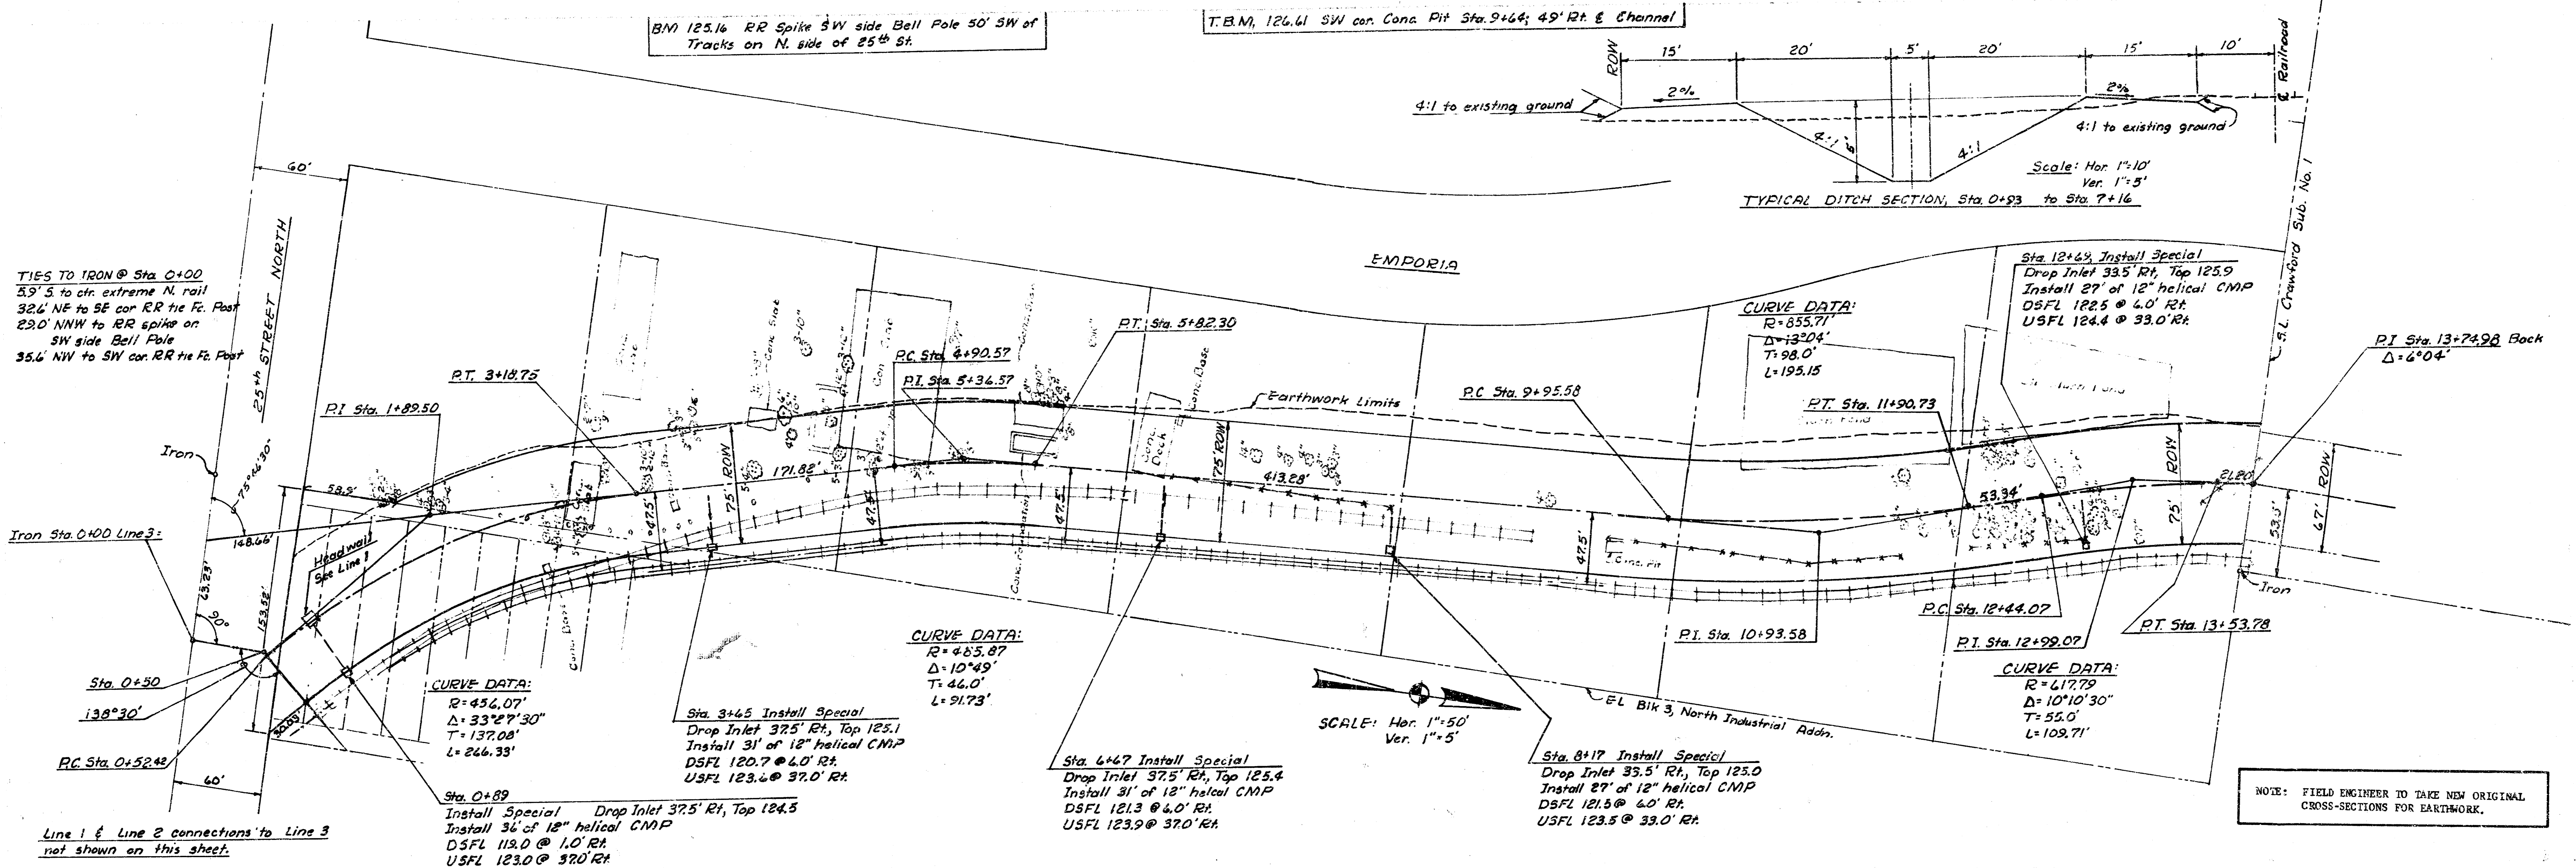 BM 125.16 RR Spike SW side Bell Pole 50' SW of
Tracks on N. side of 25th St.
T.B.M. 126.61 SW cor. Conc. Pit Sta. 9+64; 49' Rt. ℄ Channel
ROW
15'
20'
5'
20'
15'
10'
℄ Railroad
4:1 to existing ground
2%
2%
4:1 to existing ground
4:1
4:1
Scale: Hor. 1"=10'
Ver. 1"=5'
TYPICAL DITCH SECTION, Sta. 0+93 to Sta. 7+16
S.L. Crawford Sub. No. 1
60'
25th STREET NORTH
TIES TO IRON @ Sta. 0+00
5.9' S. to ctr. extreme N. rail
32.6' NE to SE cor RR tie Fc. Post
29.0' NNW to RR spike on
SW side Bell Pole
35.6' NW to SW cor. RR tie Fc. Post
EMPORIA
Sta. 12+69, Install Special
Drop Inlet 33.5' Rt., Top 125.9
Install 27' of 12" helical CMP
DSFL 122.5 @ 6.0' Rt.
USFL 124.4 @ 33.0' Rt.
CURVE DATA:
R=855.71'
Δ=13°04'
T=98.0'
L=195.15
P.I. Sta. 13+74.98 Back
Δ=6°04'
P.T. Sta. 5+82.30
P.C. Sta. 4+90.57
P.I. Sta. 5+36.57
P.T. 3+18.75
P.I. Sta. 1+89.50
Earthwork Limits
P.C. Sta. 9+95.58
P.T. Sta. 11+90.73
Conc. Slab
Conc. Base
Conc. Dock
Iron
75°46'30"
58.9'
171.82'
413.28'
53.34'
21.20'
75' ROW
75' ROW
75' ROW
67' ROW
47.5'
47.5'
47.5'
47.5'
53.5'
Iron Sta. 0+00 Line 3=
148.66'
Headwall
See Line 1
63.23'
153.52'
90°
Conc. Pit
Iron
P.C. Sta. 12+44.07
P.I. Sta. 10+93.58
P.I. Sta. 12+99.07
P.T. Sta. 13+53.78
Sta. 0+50
138°30'
P.C. Sta. 0+52.42
60'
CURVE DATA:
R=456.07'
Δ=33°27'30"
T=137.08'
L=266.33'
Sta. 3+65 Install Special
Drop Inlet 37.5' Rt., Top 125.1
Install 31' of 12" helical CMP
DSFL 120.7 @ 6.0' Rt.
USFL 123.6 @ 37.0' Rt.
CURVE DATA:
R=485.87
Δ=10°49'
T=46.0'
L=91.73'
SCALE: Hor. 1"=50'
Ver. 1"=5'
E.L. Blk 3, North Industrial Addn.
CURVE DATA:
R=617.79
Δ=10°10'30"
T=55.0'
L=109.71'
Sta. 0+89
Install Special Drop Inlet 37.5' Rt, Top 124.5
Install 36' of 12" helical CMP
DSFL 119.0 @ 1.0' Rt.
USFL 123.0 @ 37.0' Rt.
Sta. 6+67 Install Special
Drop Inlet 37.5' Rt., Top 125.4
Install 31' of 12" helcal CMP
DSFL 121.3 @ 6.0' Rt.
USFL 123.9 @ 37.0' Rt.
Sta. 8+17 Install Special
Drop Inlet 33.5' Rt., Top 125.0
Install 27' of 12" helical CMP
DSFL 121.5 @ 6.0' Rt.
USFL 123.5 @ 33.0' Rt.
Line 1 & Line 2 connections to Line 3
not shown on this sheet.
NOTE: FIELD ENGINEER TO TAKE NEW ORIGINAL
CROSS-SECTIONS FOR EARTHWORK.